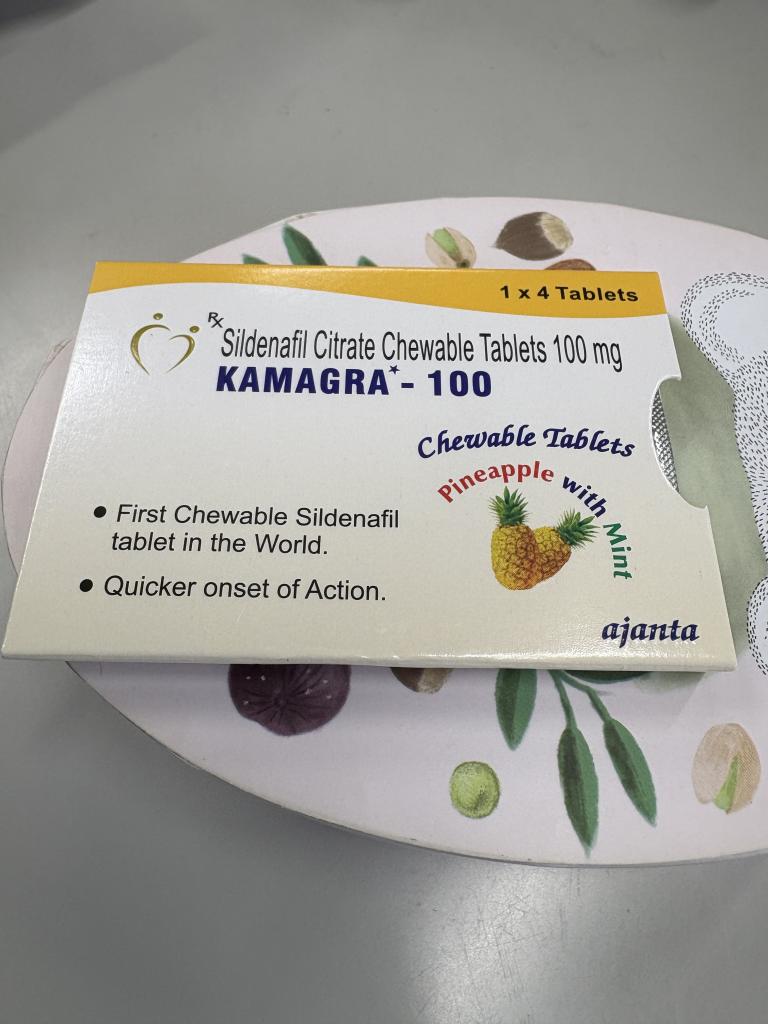 1 x 4 Tablets
Rx
Sildenafil Citrate Chewable Tablets 100 mg
KAMAGRA*- 100
Chewable Tablets
Pineapple with Mint
• First Chewable Sildenafil
tablet in the World.
• Quicker onset of Action.
ajanta